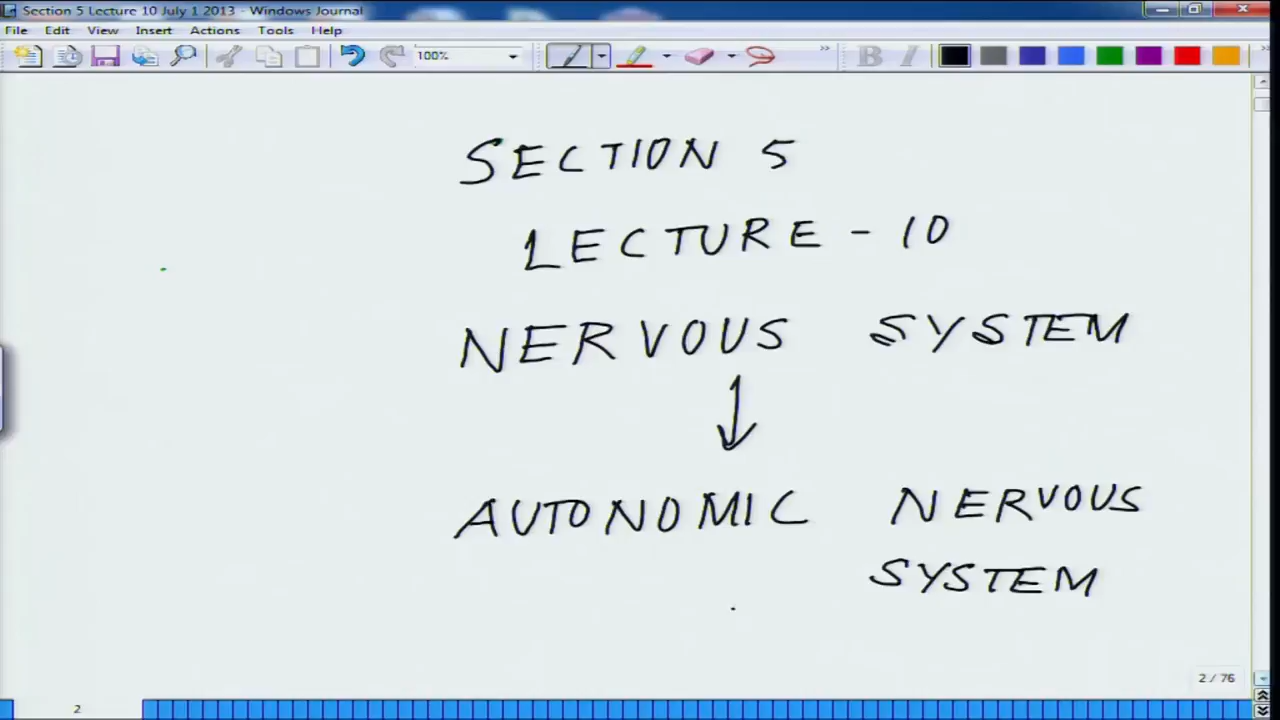 Section 5 Lecture 10 July 1 2013 - Windows Journal
File Edit View Insert Actions Tools Help
100%
B I
SECTION 5
LECTURE - 10
NERVOUS SYSTEM
AUTONOMIC NERVOUS
SYSTEM
2 / 76
2